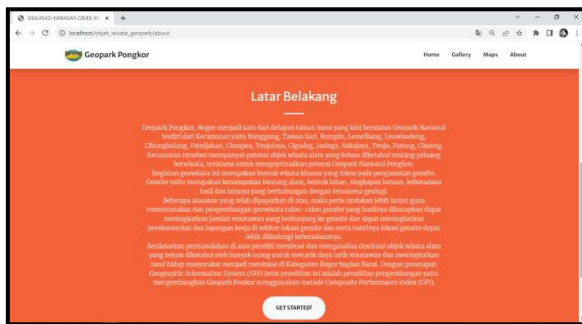 DEALINASI KAWASAN OBJEK WI
localhost/objek_wisata_geopark/about
Geopark Pongkor
Home Gallery Maps About
Latar Belakang
Geopark Pongkor, Bogor menjadi satu dari delapan taman bumi yang kini berstatus Geopark Nasional
terdiri dari Kecamatan yaitu Nanggung, Taman Sari, Rumpin, Leuwiliang, Leuwisadeng,
Cibungbulang, Pamijahan, Ciampea, Tenjolaya, Cigudeg, Jasinga, Sukajaya, Tenjo, Parung, Ciseeng.
Kecamatan tersebut mempunyai potensi objek wisata alam yang belum diketahui tentang peluang
berwisata, terutama untuk mengoptimalkan potensi Geopark Nasional Pongkor.
Kegiatan geowisata ini merupakan bentuk wisata khusus yang fokus pada pengamatan geosite.
Geosite yaitu merupakan kenampakan bentang alam, bentuk lahan, singkapan batuan, keberadaan
fosil dan lainnya yang berhubungan dengan fenomena geologi.
Beberapa alasasan yang telah dipaparkan di atas, maka perlu tindakan lebih lanjut guna
merencanakan dan pengembangan geowisata calon-calon geosite yang hasilnya diharapkan dapat
meningkatkan jumlah wisatawan yang berkunjung ke geosite dan dapat meningkatkan
perekonomian dan lapangan kerja di sekitar lokasi geosite dan serta nantinya lokasi geosite dapat
lebih dilindungi keberadaannya.
Berdasarkan permasalahan di atas peneliti membuat dan menganalisa destinasi objek wisata alam
yang belum diketahui oleh banyak orang untuk menarik daya tarik wisatawan dan meningkatkan
taraf hidup masyarakat menjadi meninkat di Kabupaten Bogor bagian Barat. Dengan penerapan
Geographic Information System (GIS) jenis penelitian ini adalah penelitian pengembangan yaitu
mengembangkan Geopark Ponkor menggunakan metode Composite Performance Index (CPI).
GET STARTED!